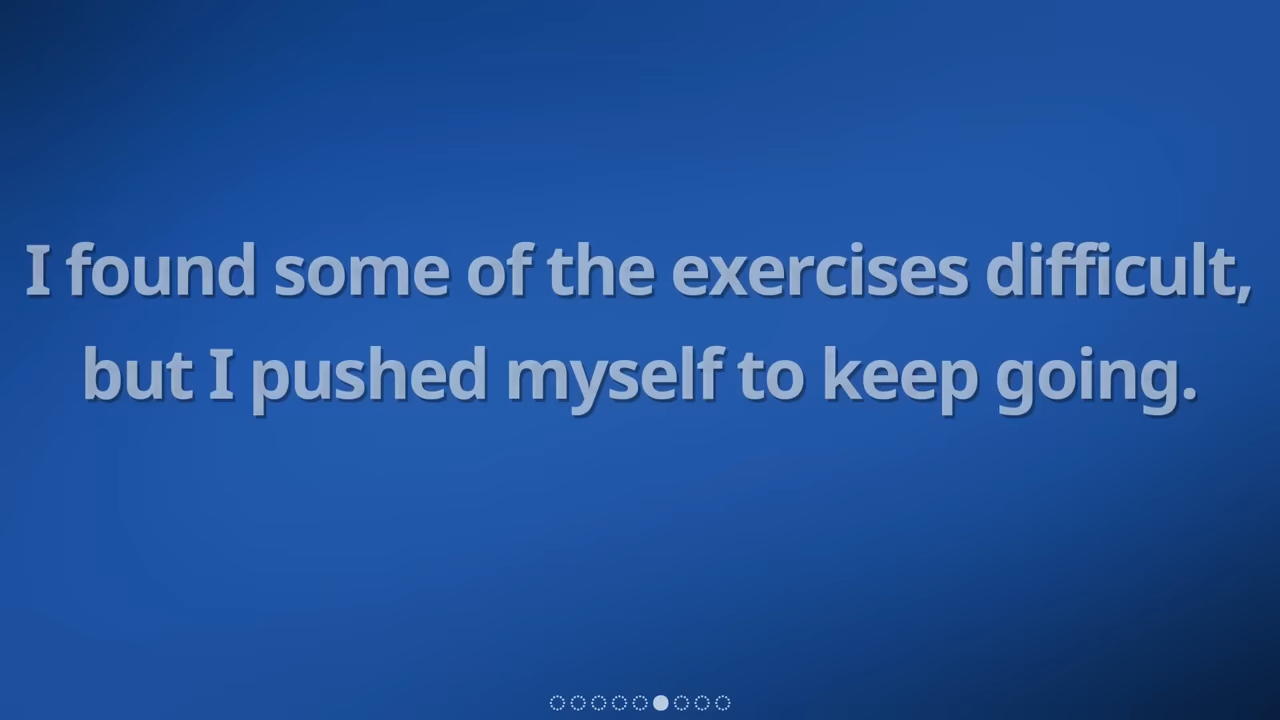 I found some of the exercises difficult,
but I pushed myself to keep going.